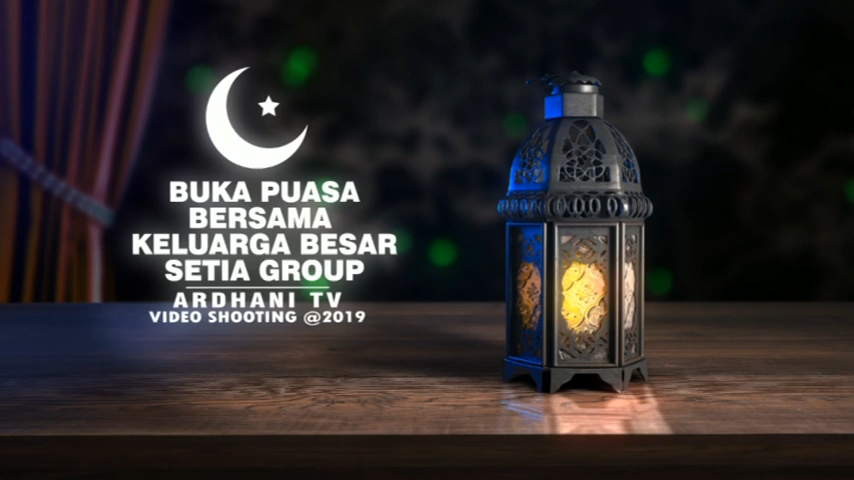 BUKA PUASA
BERSAMA
KELUARGA BESAR
SETIA GROUP
ARDHANI TV
VIDEO SHOOTING @2019